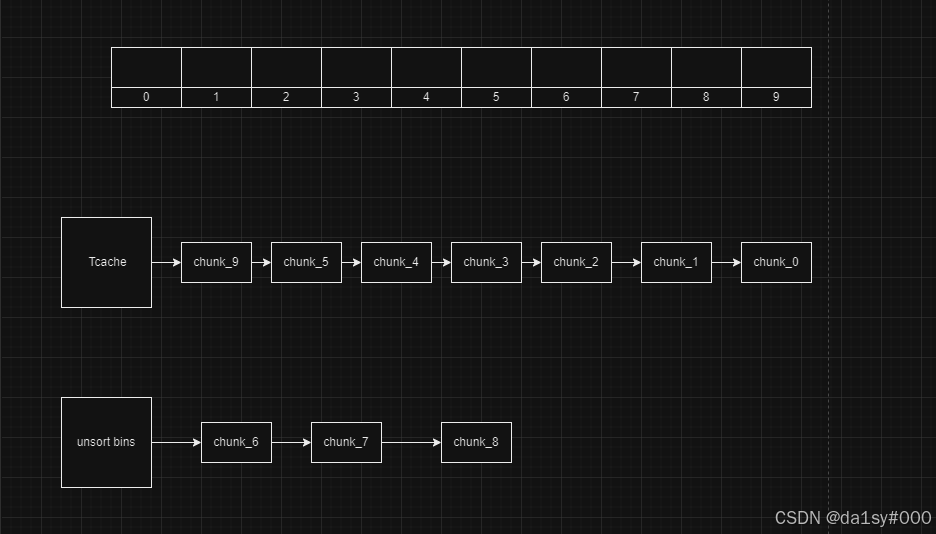 0 1 2 3 4 5 6 7 8 9
Tcache chunk_9 chunk_5 chunk_4 chunk_3 chunk_2 chunk_1 chunk_0
unsort bins chunk_6 chunk_7 chunk_8
CSDN @da1sy#000